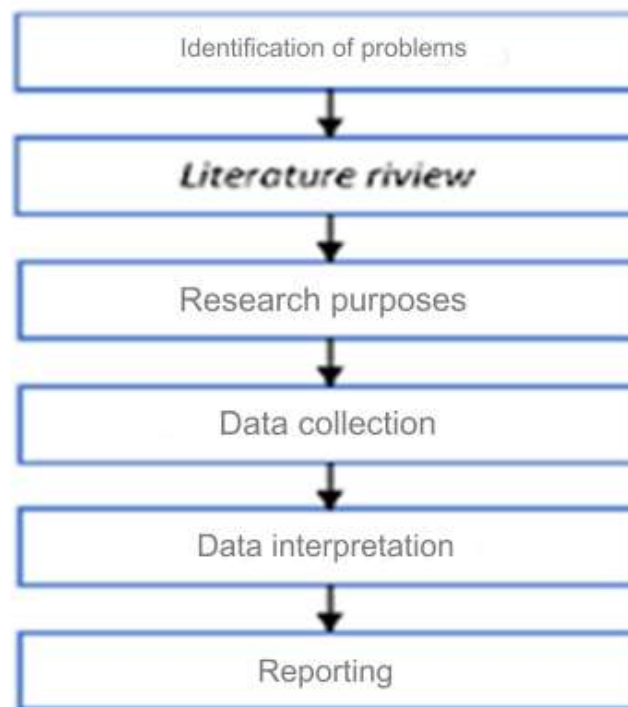 Identification of problems
Literature riview
Research purposes
Data collection
Data interpretation
Reporting